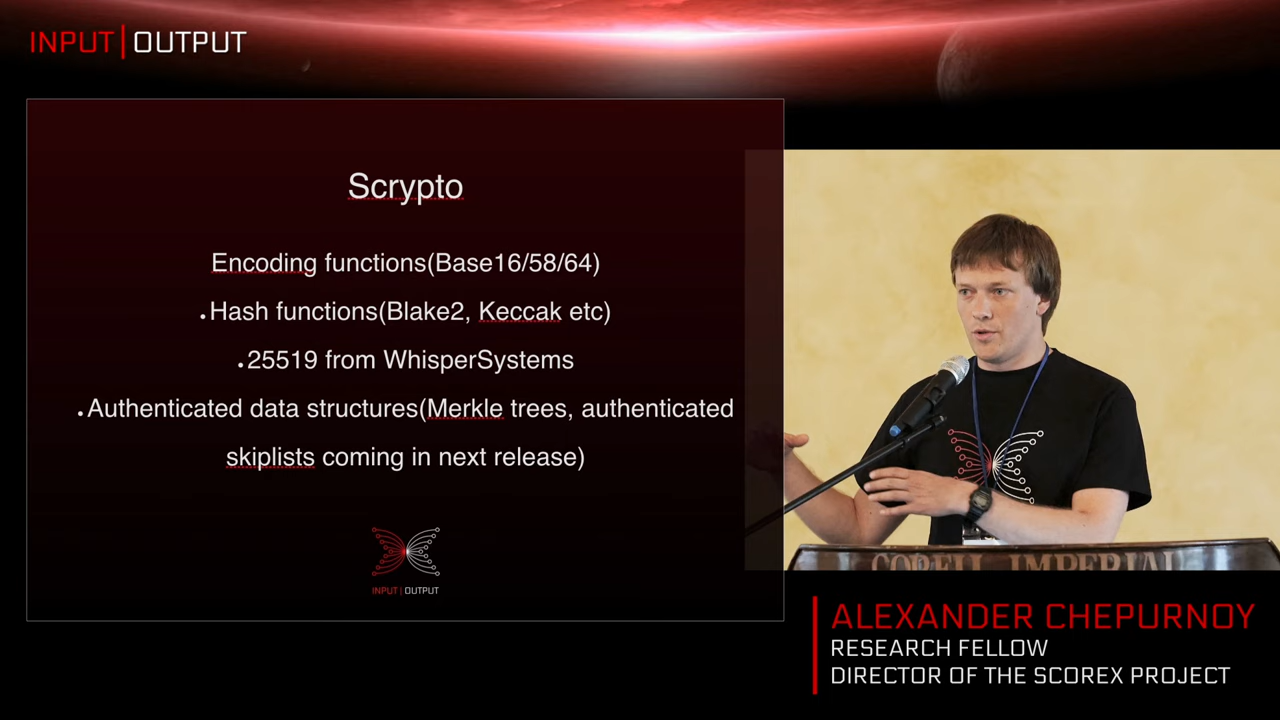 INPUT | OUTPUT
Scrypto
Encoding functions(Base16/58/64)
• Hash functions(Blake2, Keccak etc)
• 25519 from WhisperSystems
• Authenticated data structures(Merkle trees, authenticated
skiplists coming in next release)
INPUT | OUTPUT
ALEXANDER CHEPURNOY
RESEARCH FELLOW
DIRECTOR OF THE SCOREX PROJECT